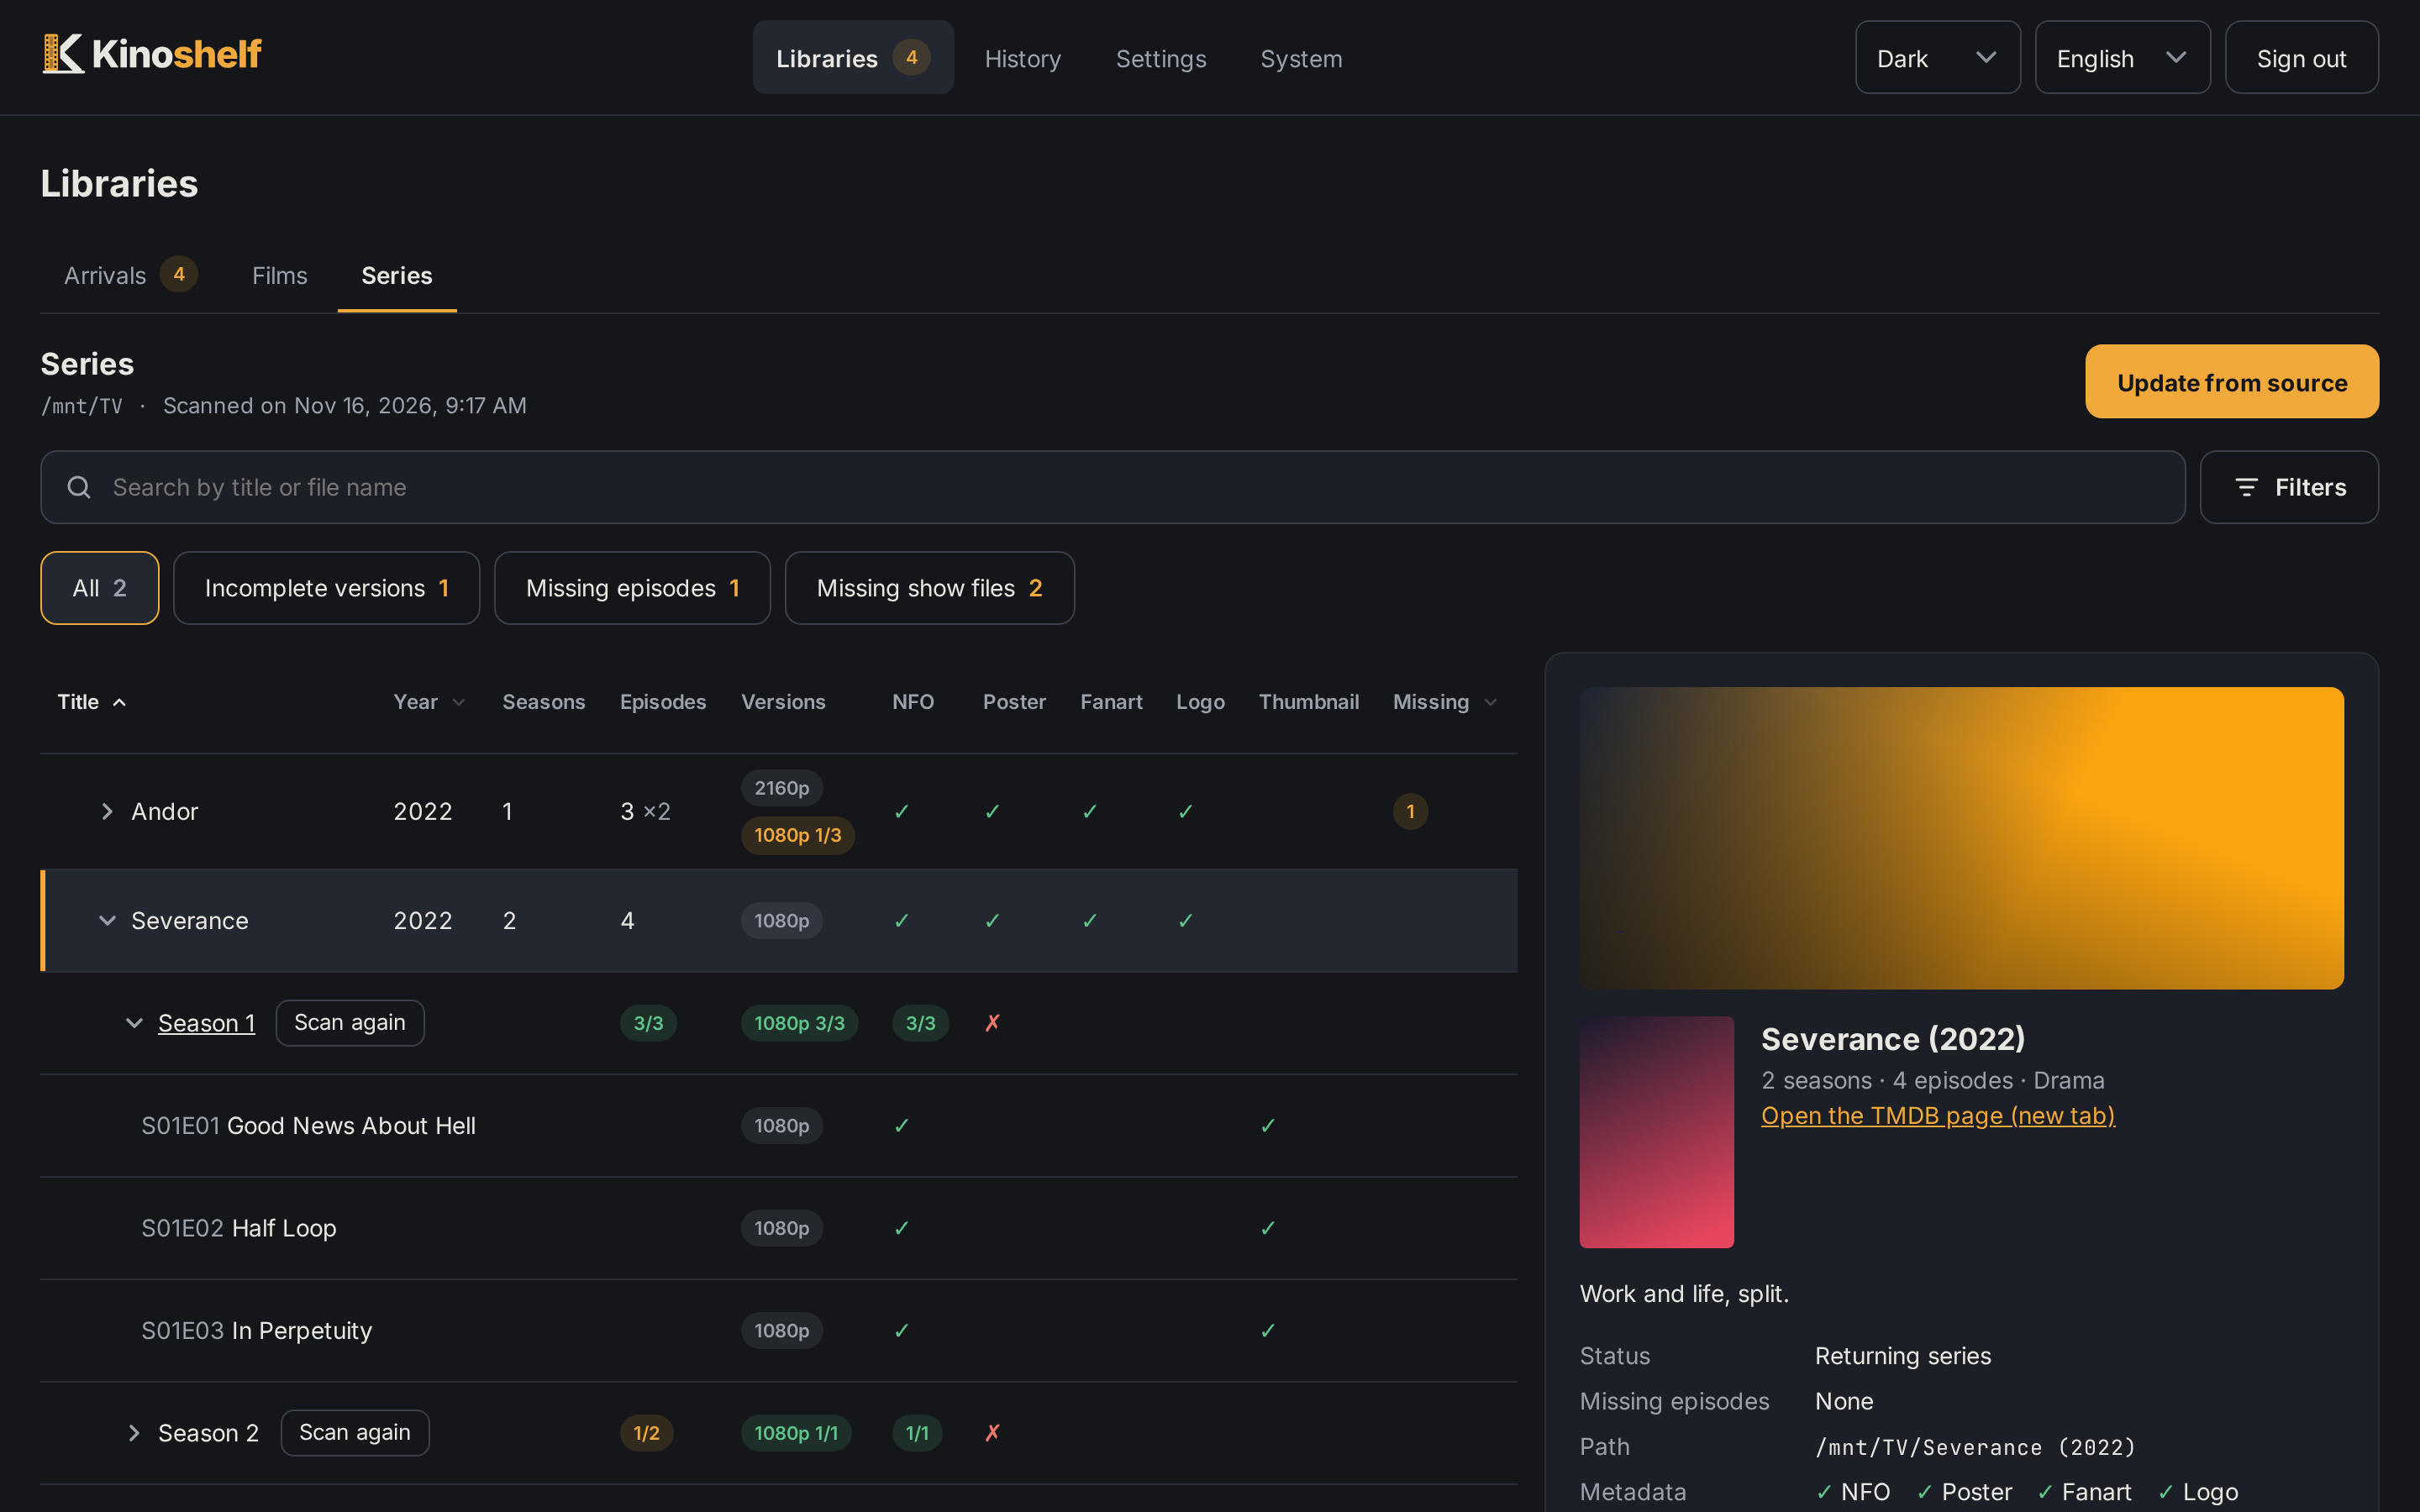 Kinoshelf
Libraries 4 History Settings System
Dark English Sign out
Libraries
Arrivals 4 Films Series
Series
/mnt/TV · Scanned on Nov 16, 2026, 9:17 AM
Update from source
Search by title or file name
Filters
All 2 Incomplete versions 1 Missing episodes 1 Missing show files 2
Title Year Seasons Episodes Versions NFO Poster Fanart Logo Thumbnail Missing
Andor 2022 1 3 ×2 2160p 1080p 1/3 ✓ ✓ ✓ ✓ 1
Severance 2022 2 4 1080p ✓ ✓ ✓ ✓
Season 1 Scan again 3/3 1080p 3/3 3/3 ✗
S01E01 Good News About Hell 1080p ✓ ✓
S01E02 Half Loop 1080p ✓ ✓
S01E03 In Perpetuity 1080p ✓ ✓
Season 2 Scan again 1/2 1080p 1/1 1/1 ✗
Severance (2022)
2 seasons · 4 episodes · Drama
Open the TMDB page (new tab)
Work and life, split.
Status Returning series
Missing episodes None
Path /mnt/TV/Severance (2022)
Metadata ✓ NFO ✓ Poster ✓ Fanart ✓ Logo